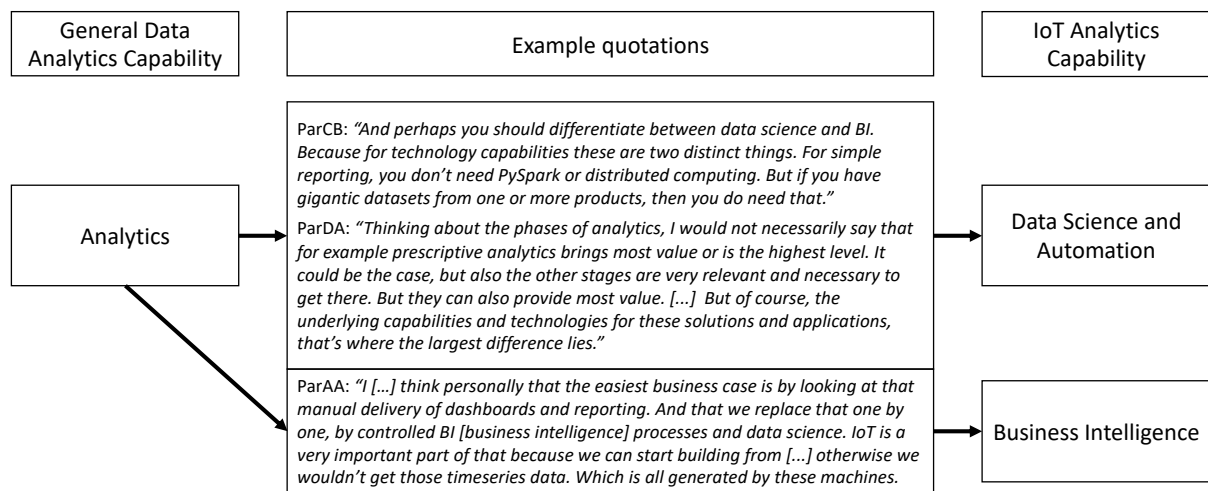 General Data
Analytics Capability
Example quotations
IoT Analytics
Capability
Analytics
ParCB: “And perhaps you should differentiate between data science and BI.
Because for technology capabilities these are two distinct things. For simple
reporting, you don’t need PySpark or distributed computing. But if you have
gigantic datasets from one or more products, then you do need that.”
ParDA: “Thinking about the phases of analytics, I would not necessarily say that
for example prescriptive analytics brings most value or is the highest level. It
could be the case, but also the other stages are very relevant and necessary to
get there. But they can also provide most value. [...] But of course, the
underlying capabilities and technologies for these solutions and applications,
that’s where the largest difference lies.”
Data Science and
Automation
ParAA: “I […] think personally that the easiest business case is by looking at that
manual delivery of dashboards and reporting. And that we replace that one by
one, by controlled BI [business intelligence] processes and data science. IoT is a
very important part of that because we can start building from [...] otherwise we
wouldn’t get those timeseries data. Which is all generated by these machines.
Business Intelligence